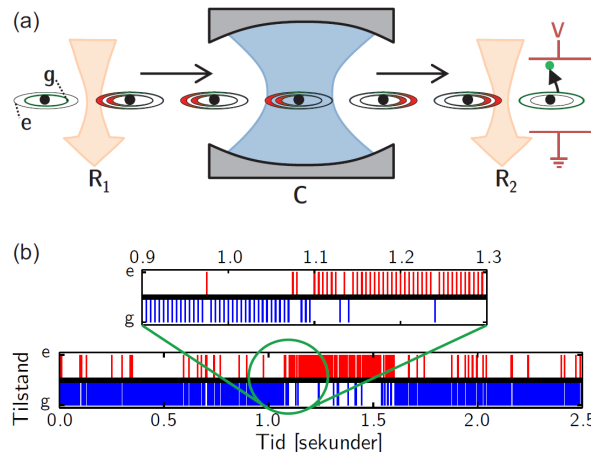 (a)
V
g
e
R1
C
R2
(b)
0.9 1.0 1.1 1.2 1.3
e
g
e
Tilstand
g
0.0 0.5 1.0 1.5 2.0 2.5
Tid [sekunder]